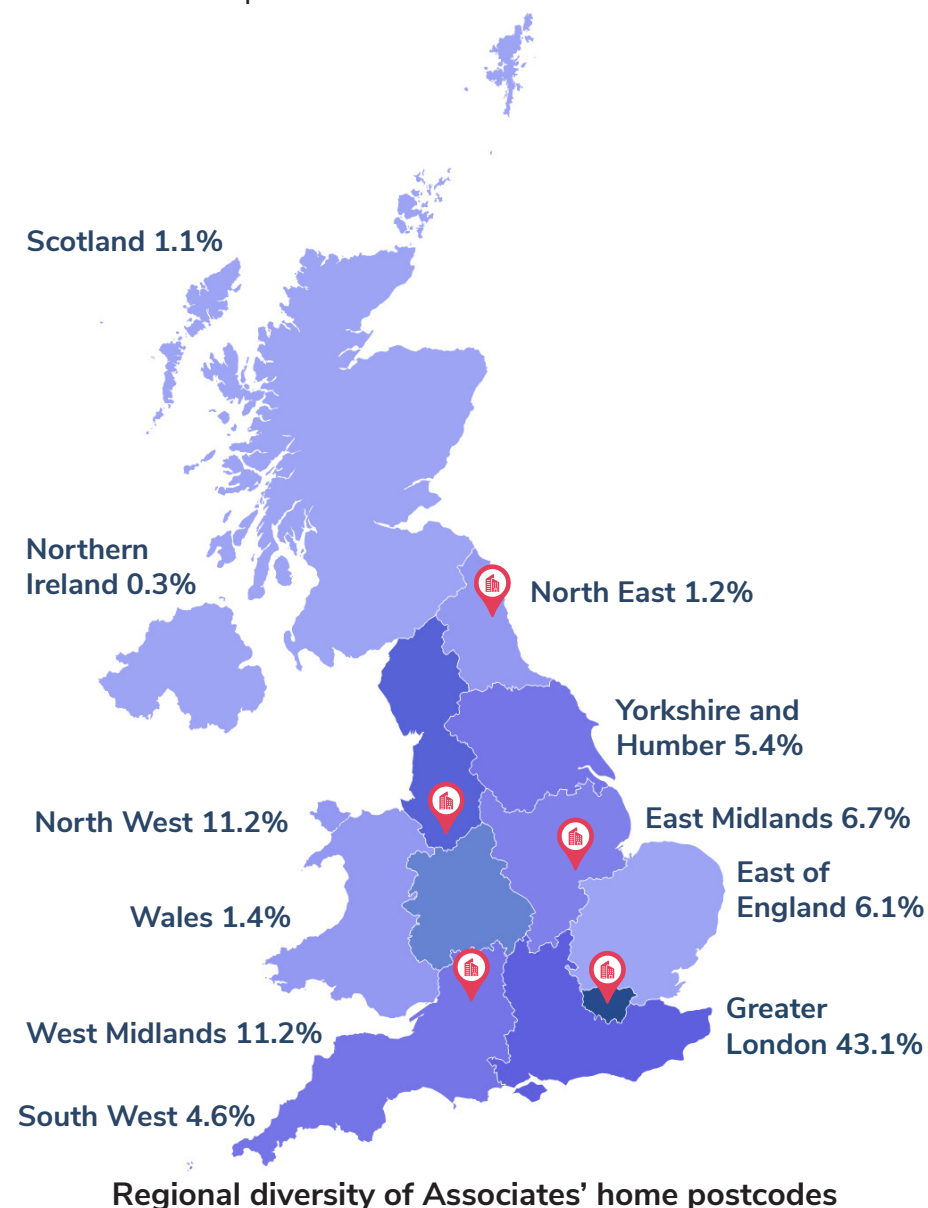 Scotland 1.1%
Northern
Ireland 0.3%
North East 1.2%
Yorkshire and
Humber 5.4%
North West 11.2%
East Midlands 6.7%
East of
England 6.1%
Wales 1.4%
West Midlands 11.2%
Greater
London 43.1%
South West 4.6%
Regional diversity of Associates’ home postcodes